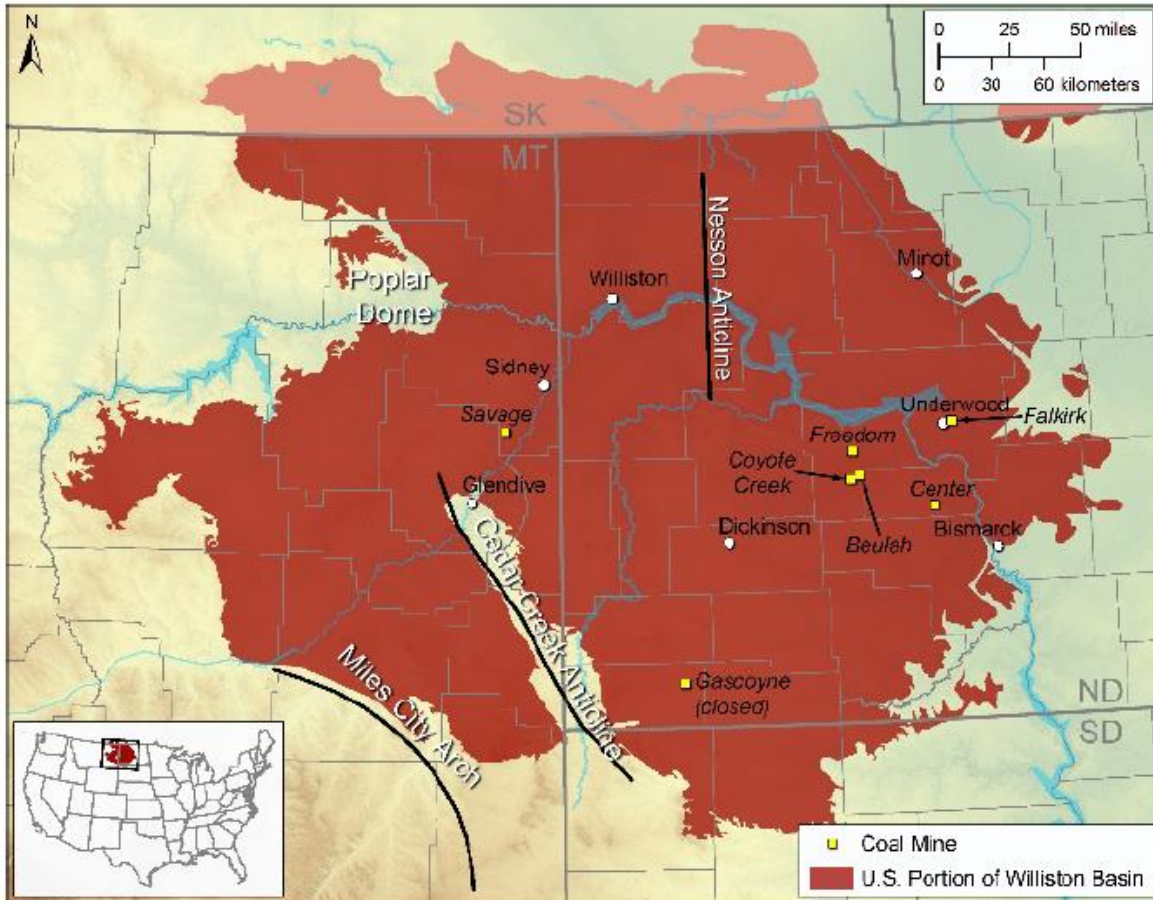 N
0 25 50 miles
0 30 60 kilometers
SK
MT
Nesson Anticline
Minot
Williston
Poplar
Dome
Sidney
Savage
Underwood
Falkirk
Freedom
Coyote
Creek
Center
Glendive
Dickinson
Bismarck
Beulah
Cedar Creek Anticline
Miles City Arch
Gascoyne
(closed)
ND
SD
Coal Mine
U.S. Portion of Williston Basin